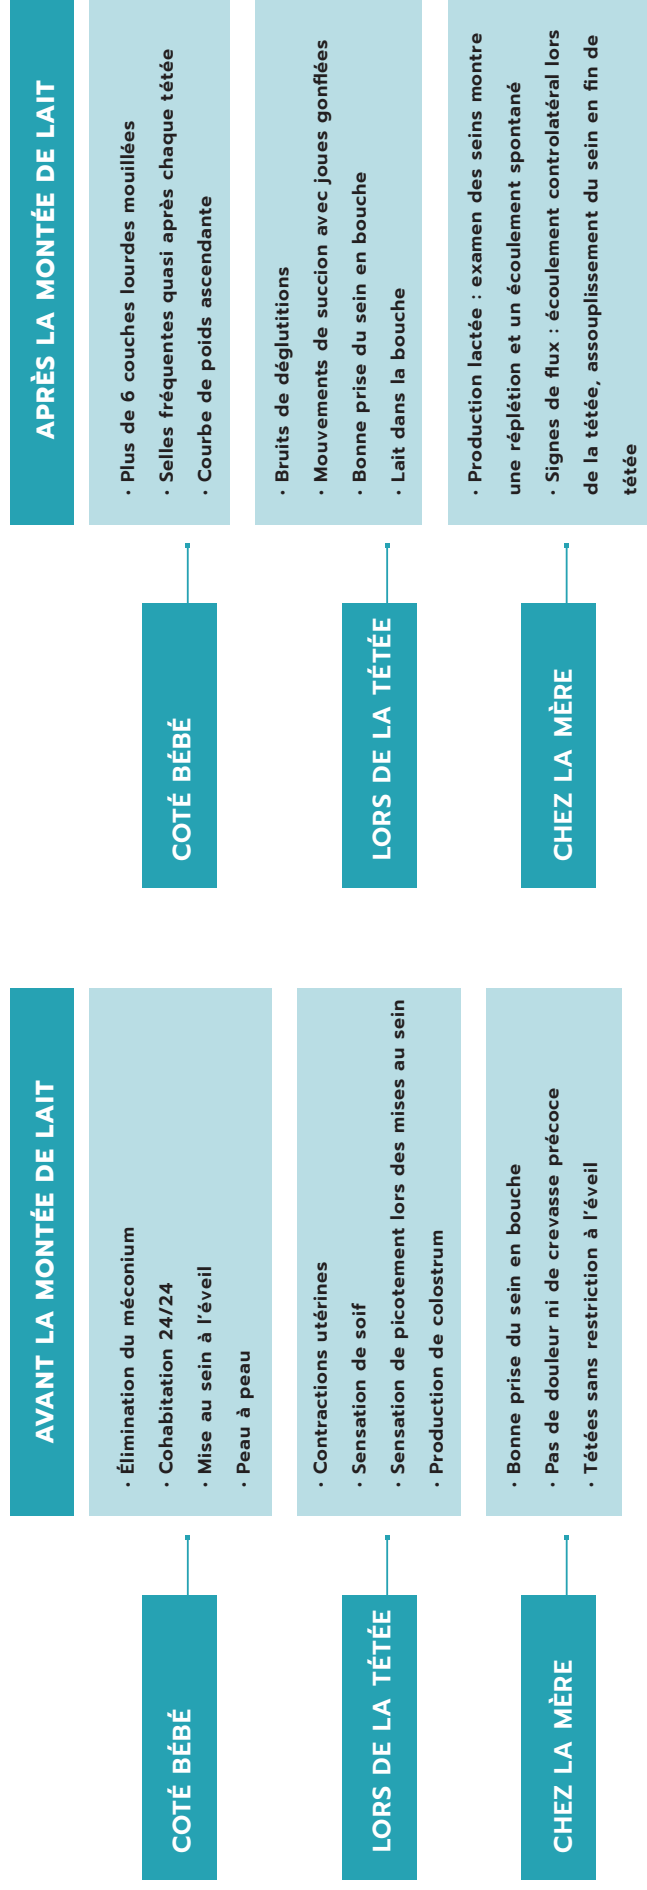 AVANT LA MONTÉE DE LAIT
COTÉ BÉBÉ
· Élimination du méconium
· Cohabitation 24/24
· Mise au sein à l'éveil
· Peau à peau
LORS DE LA TÉTÉE
· Contractions utérines
· Sensation de soif
· Sensation de picotement lors des mises au sein
· Production de colostrum
CHEZ LA MÈRE
· Bonne prise du sein en bouche
· Pas de douleur ni de crevasse précoce
· Tétées sans restriction à l'éveil
APRÈS LA MONTÉE DE LAIT
COTÉ BÉBÉ
· Plus de 6 couches lourdes mouillées
· Selles fréquentes quasi après chaque tétée
· Courbe de poids ascendante
LORS DE LA TÉTÉE
· Bruits de déglutitions
· Mouvements de succion avec joues gonflées
· Bonne prise du sein en bouche
· Lait dans la bouche
CHEZ LA MÈRE
· Production lactée : examen des seins montre
une réplétion et un écoulement spontané
· Signes de flux : écoulement controlatéral lors
de la tétée, assouplissement du sein en fin de
tétée